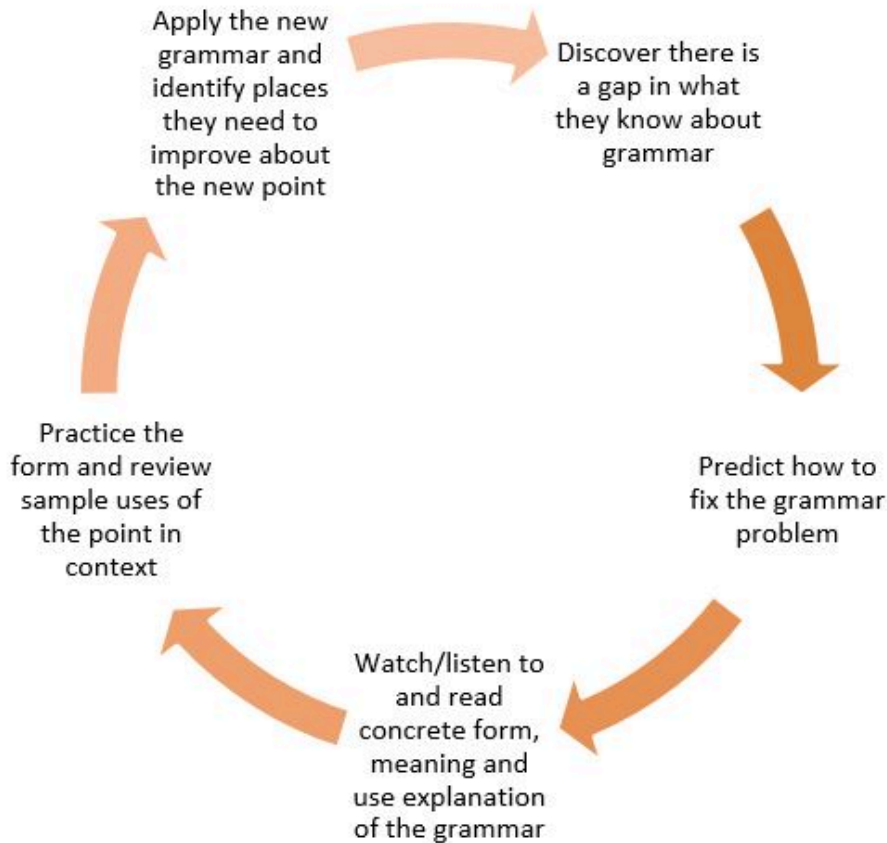 Apply the new
grammar and
identify places
they need to
improve about
the new point
Discover there is
a gap in what
they know about
grammar
Predict how to
fix the grammar
problem
Watch/listen to
and read
concrete form,
meaning and
use explanation
of the grammar
Practice the
form and review
sample uses of
the point in
context